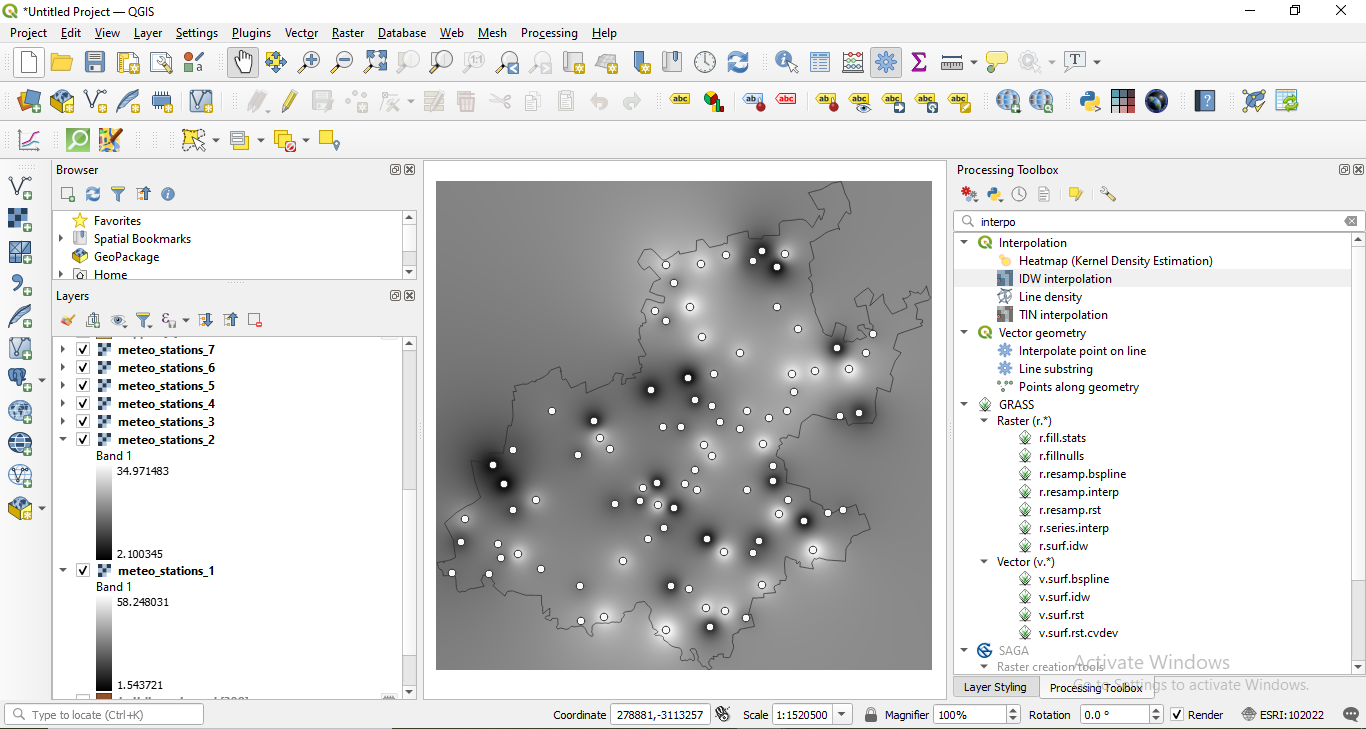 *Untitled Project — QGIS
Project Edit View Layer Settings Plugins Vector Raster Database Web Mesh Processing Help
Browser
Favorites
Spatial Bookmarks
GeoPackage
Home
Layers
meteo_stations_7
meteo_stations_6
meteo_stations_5
meteo_stations_4
meteo_stations_3
meteo_stations_2
Band 1
34.971483
2.100345
meteo_stations_1
Band 1
58.248031
1.543721
Processing Toolbox
interpo
Interpolation
Heatmap (Kernel Density Estimation)
IDW interpolation
Line density
TIN interpolation
Vector geometry
Interpolate point on line
Line substring
Points along geometry
GRASS
Raster (r.*)
r.fill.stats
r.fillnulls
r.resamp.bspline
r.resamp.interp
r.resamp.rst
r.series.interp
r.surf.idw
Vector (v.*)
v.surf.bspline
v.surf.idw
v.surf.rst
v.surf.rst.cvdev
SAGA
Raster creation tools
Activate Windows
Go to Settings to activate Windows.
Layer Styling Processing Toolbox
Type to locate (Ctrl+K) Coordinate 278881,-3113257 Scale 1:1520500 Magnifier 100% Rotation 0.0 ° Render ESRI:102022